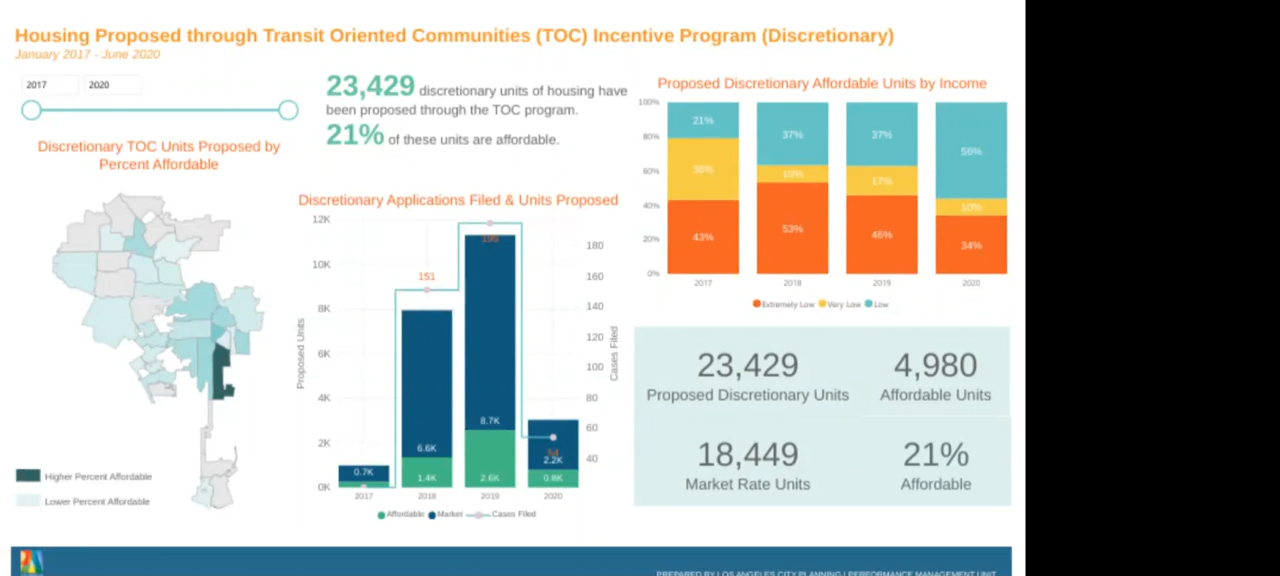 Housing Proposed through Transit Oriented Communities (TOC) Incentive Program (Discretionary)
January 2017 - June 2020
2017 2020
Discretionary TOC Units Proposed by
Percent Affordable
Higher Percent Affordable
Lower Percent Affordable
23,429 discretionary units of housing have
been proposed through the TOC program.
21% of these units are affordable.
Discretionary Applications Filed & Units Proposed
Proposed Units
12K
10K
8K
6K
4K
2K
0K
0.7K
151
6.6K
1.4K
8.7K
2.6K
2.2K
0.8K
2017 2018 2019 2020
180
160
140
120
100
80
60
40
Cases Filed
Affordable Market Cases Filed
Proposed Discretionary Affordable Units by Income
100%
80%
60%
40%
20%
0%
21% 37% 37% 56%
17% 10%
43% 53% 46% 34%
2017 2018 2019 2020
Extremely Low Very Low Low
23,429 4,980
Proposed Discretionary Units Affordable Units
18,449 21%
Market Rate Units Affordable
PREPARED BY LOS ANGELES CITY PLANNING | PERFORMANCE MANAGEMENT UNIT